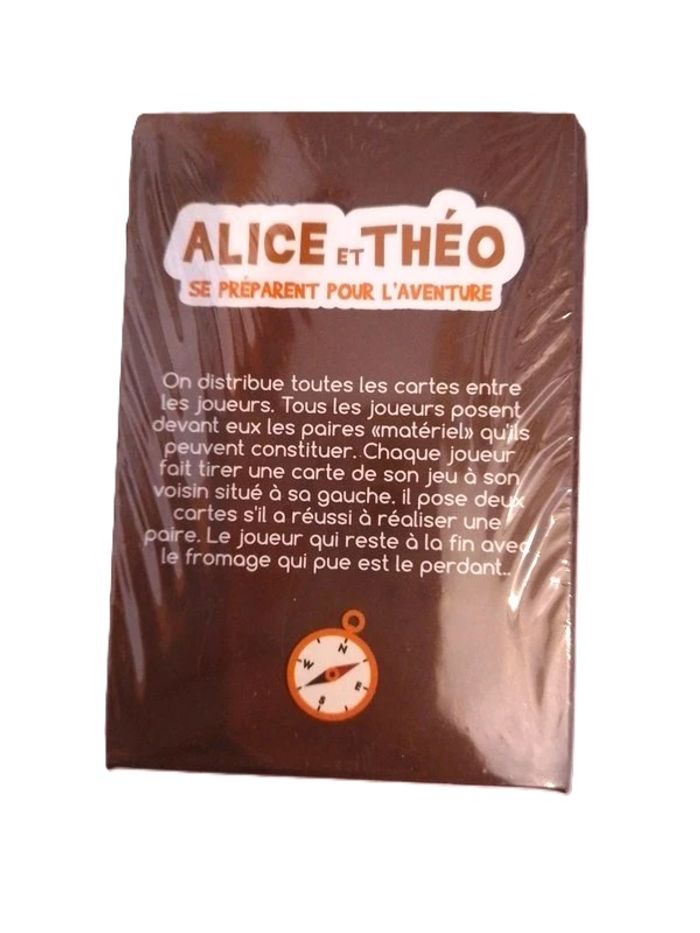 ALICE ET THÉO
SE PRÉPARENT POUR L'AVENTURE
On distribue toutes les cartes entre
les joueurs. Tous les joueurs posent
devant eux les paires «matériel» qu'ils
peuvent constituer. Chaque joueur
fait tirer une carte de son jeu à son
voisin situé à sa gauche. il pose deux
cartes s'il a réussi à réaliser une
paire. Le joueur qui reste à la fin avec
le fromage qui pue est le perdant..
N
W
E
S